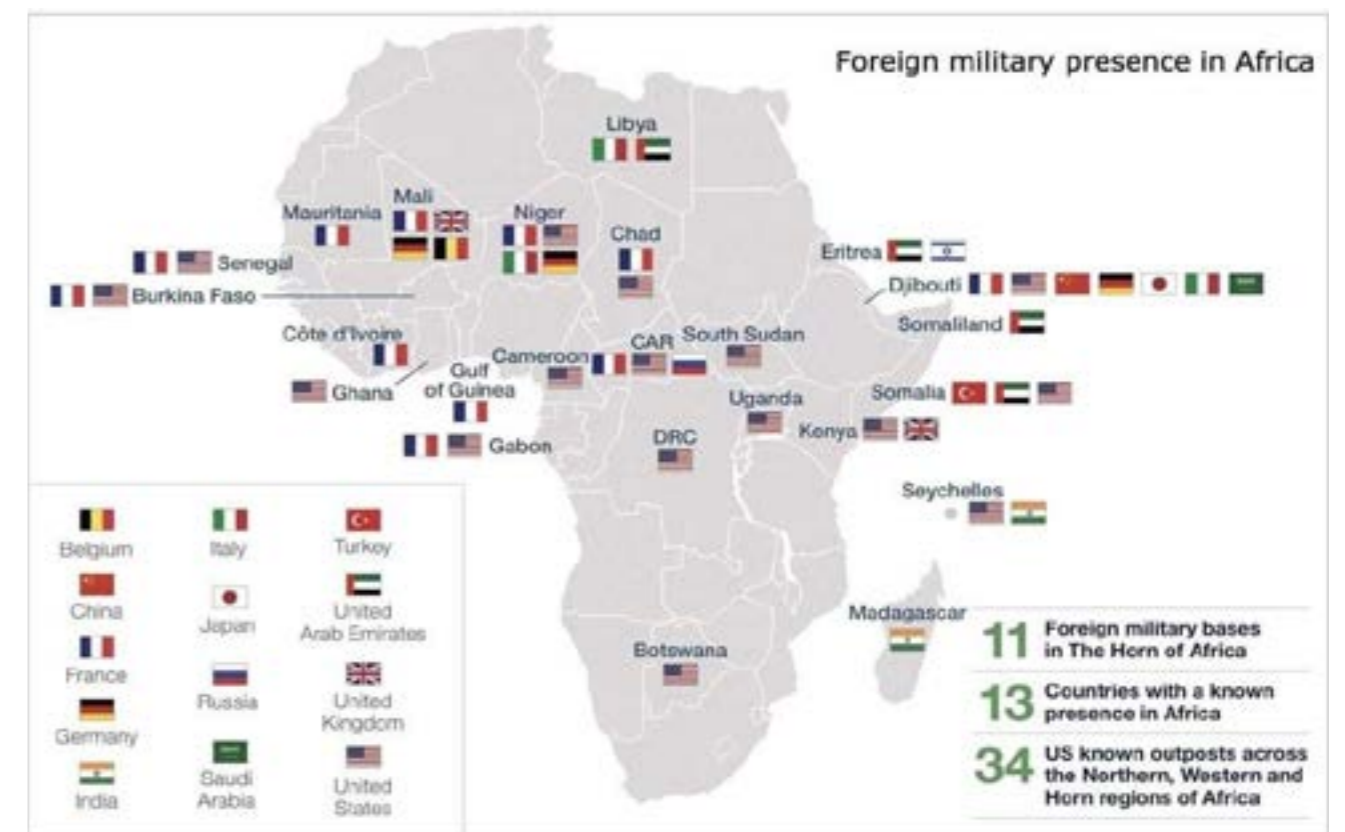 Foreign military presence in Africa
Libya
Mali
Mauritania
Niger
Chad
Senegal
Eritrea
Burkina Faso
Djibouti
Somaliland
Côte d'Ivoire
Cameroon
CAR
South Sudan
Ghana
Gulf
of Guinea
Uganda
Somalia
Kenya
DRC
Gabon
Seychelles
Madagascar
Botswana
Belgium
Italy
Turkey
China
Japan
United
Arab Emirates
France
Russia
United
Kingdom
Germany
India
Saudi
Arabia
United
States
11
Foreign military bases
in The Horn of Africa
13
Countries with a known
presence in Africa
34
US known outposts across
the Northern, Western and
Horn regions of Africa